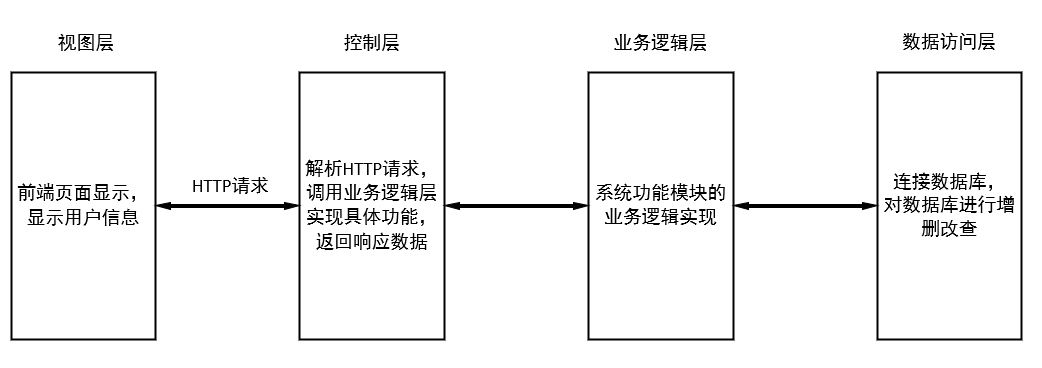 视图层
控制层
业务逻辑层
数据访问层
前端页面显示，
显示用户信息
HTTP请求
解析HTTP请求，
调用业务逻辑层
实现具体功能，
返回响应数据
系统功能模块的
业务逻辑实现
连接数据库，
对数据库进行增
删改查